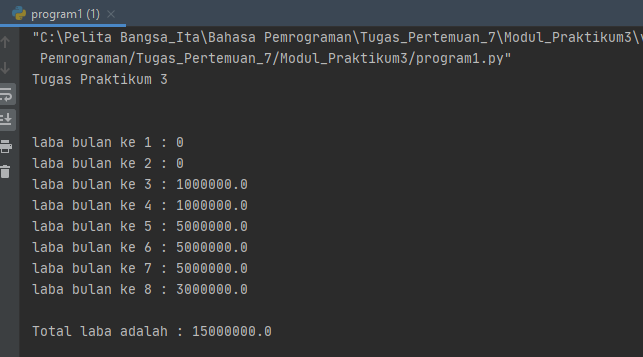 program1 (1)
"C:\Pelita Bangsa_Ita\Bahasa Pemrograman\Tugas_Pertemuan_7\Modul_Praktikum3\
Pemrograman/Tugas_Pertemuan_7/Modul_Praktikum3/program1.py"
Tugas Praktikum 3
laba bulan ke 1 : 0
laba bulan ke 2 : 0
laba bulan ke 3 : 1000000.0
laba bulan ke 4 : 1000000.0
laba bulan ke 5 : 5000000.0
laba bulan ke 6 : 5000000.0
laba bulan ke 7 : 5000000.0
laba bulan ke 8 : 3000000.0
Total laba adalah : 15000000.0